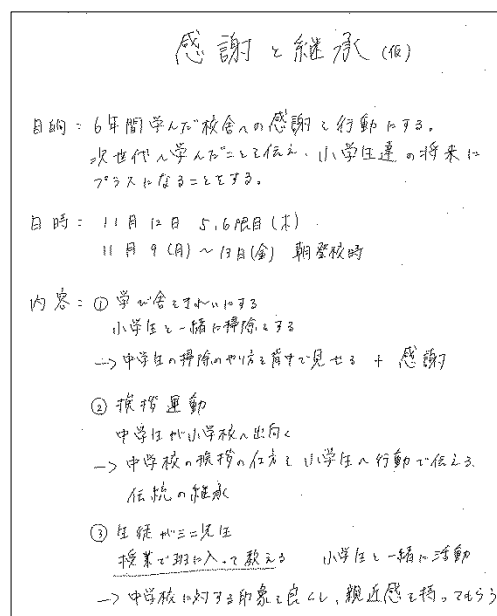 感謝と継承(仮)
目的：6年間学んだ校舎への感謝を行動にする。
次世代へ学んだことを伝え、小学生達の将来に
プラスになることをする。
日時：11月12日 5,6限目(木)
11月9(月)〜13日(金) 朝登校時
内容：①学び舎をきれいにする
小学生と一緒に掃除をする
→中学生の掃除のやり方を背中で見せる + 感謝
②挨拶運動
中学生が小学校へ出向く
→中学校の挨拶の仕方を小学生へ行動で伝える
伝統の継承
③生徒がミニ先生
授業で班に入って教える 小学生と一緒に活動
→中学校に対する印象を良くし、親近感を持ってもらう